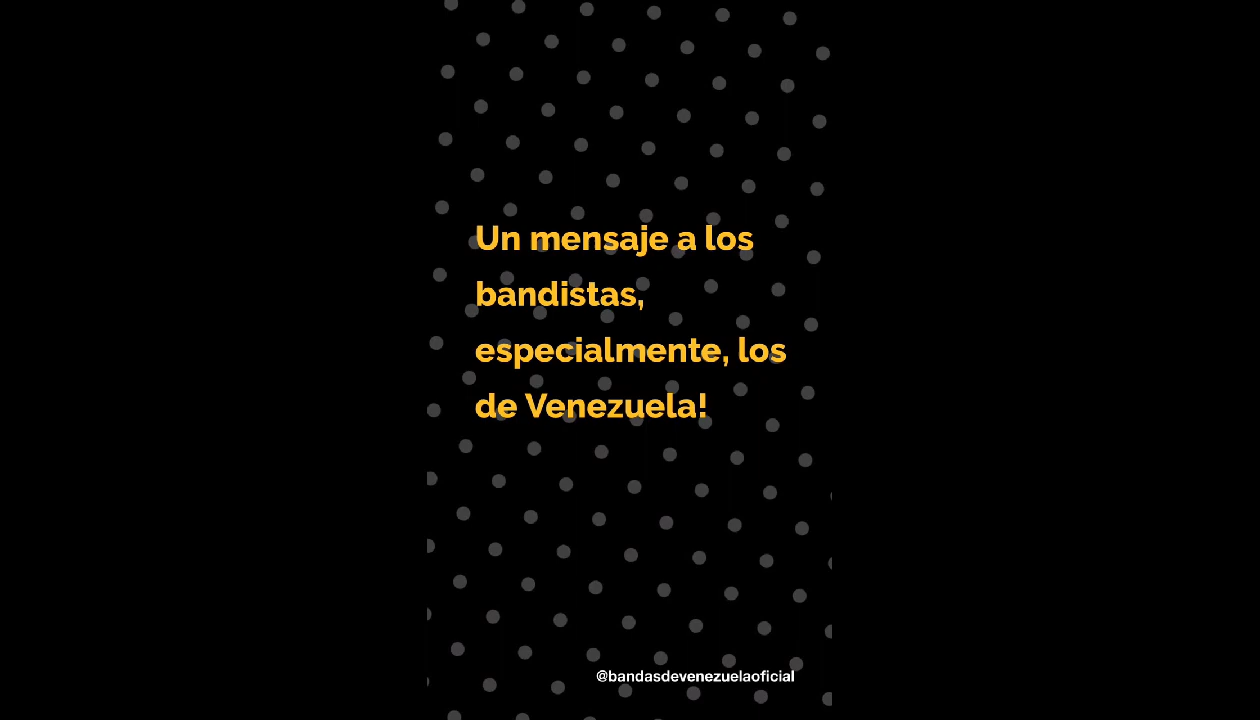 Un mensaje a los
bandistas,
especialmente, los
de Venezuela!
@bandasdevenezuelaoficial